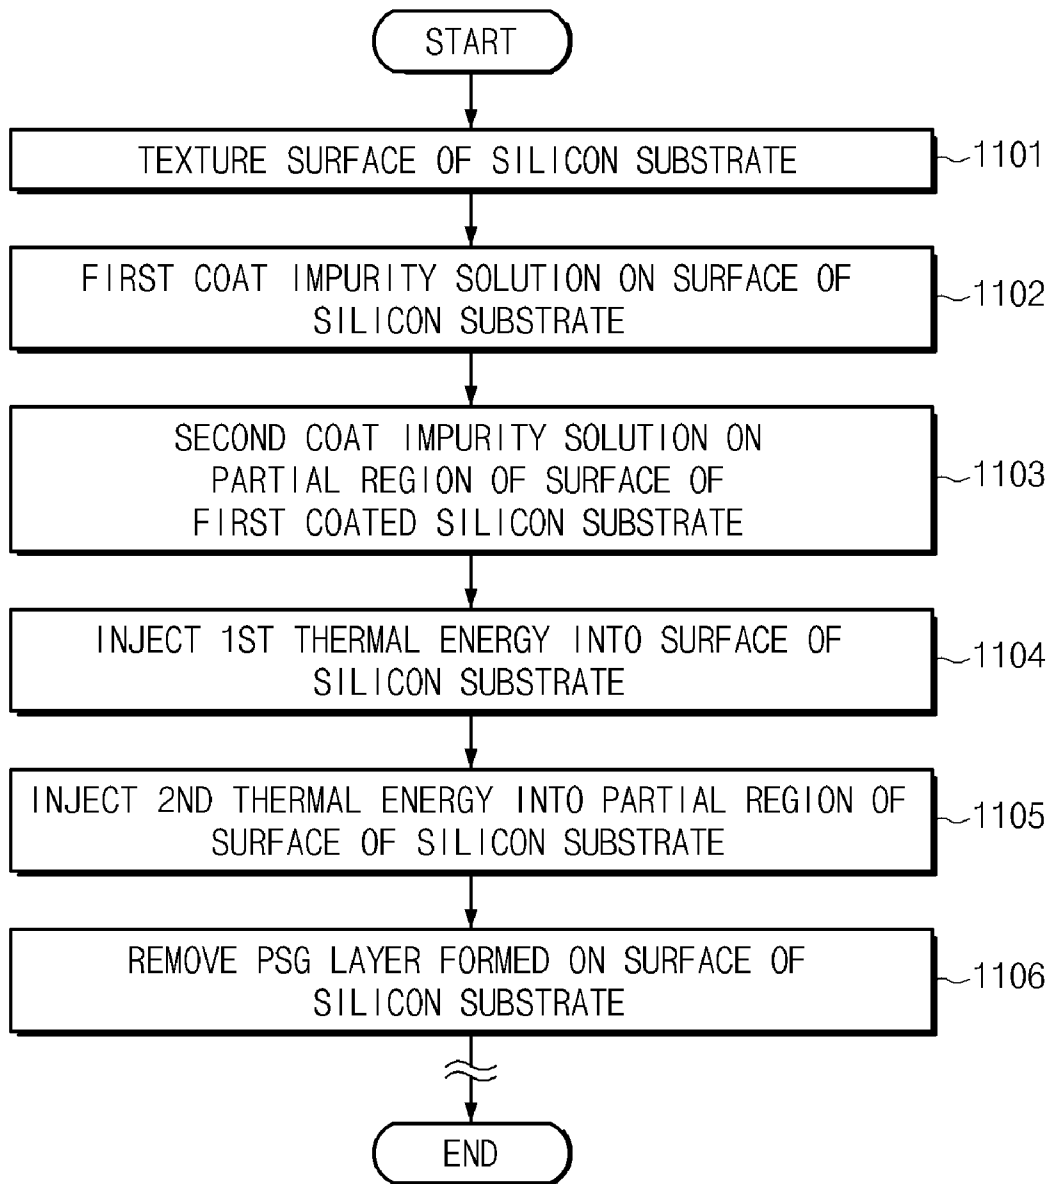 START
TEXTURE SURFACE OF SILICON SUBSTRATE
1101
FIRST COAT IMPURITY SOLUTION ON SURFACE OF
SILICON SUBSTRATE
1102
SECOND COAT IMPURITY SOLUTION ON
PARTIAL REGION OF SURFACE OF
FIRST COATED SILICON SUBSTRATE
1103
INJECT 1ST THERMAL ENERGY INTO SURFACE OF
SILICON SUBSTRATE
1104
INJECT 2ND THERMAL ENERGY INTO PARTIAL REGION OF
SURFACE OF SILICON SUBSTRATE
1105
REMOVE PSG LAYER FORMED ON SURFACE OF
SILICON SUBSTRATE
1106
END